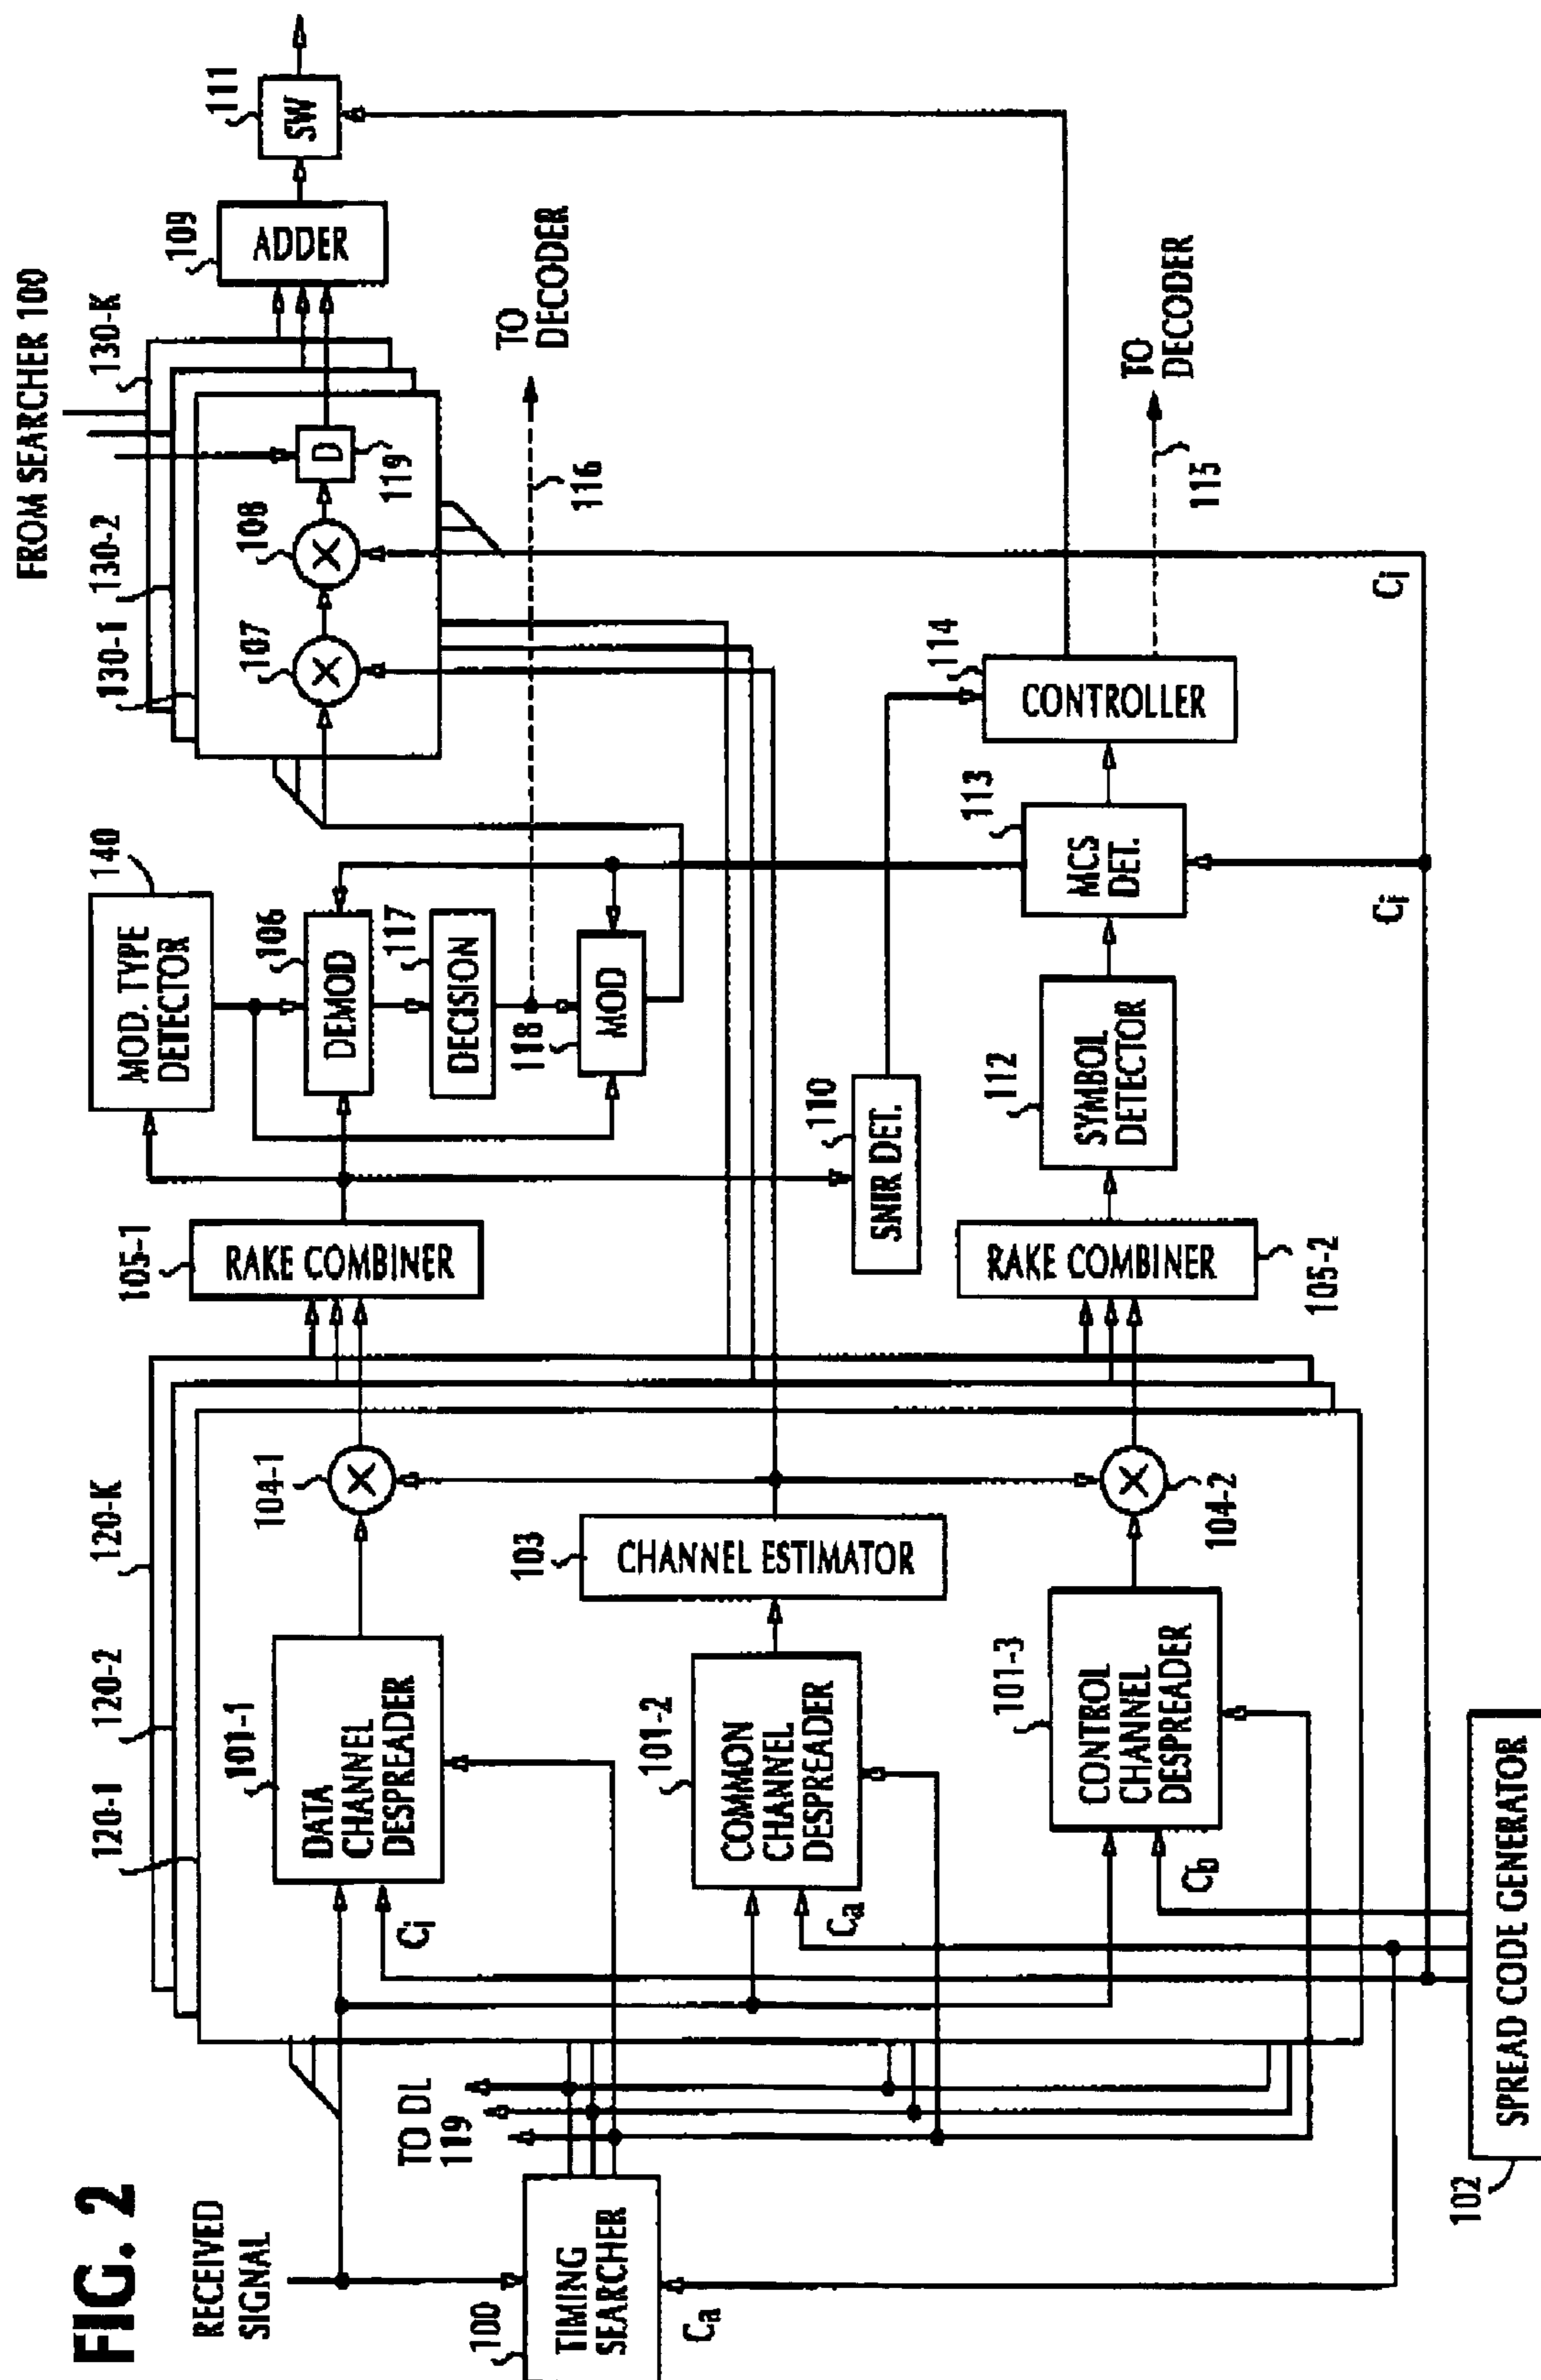 FIG. 2
RECEIVED
SIGNAL
100
TIMING
SEARCHER
Ca
TO DL
119
120-1
120-2
120-K
101-1
DATA
CHANNEL
DESPREADER
Ci
104-1
101-2
COMMON
CHANNEL
DESPREADER
Ca
103
CHANNEL ESTIMATOR
101-3
CONTROL
CHANNEL
DESPREADER
Cb
104-2
102
SPREAD CODE GENERATOR
105-1
RAKE COMBINER
RAKE COMBINER
105-2
140
MOD. TYPE
DETECTOR
106
DEMOD
117
DECISION
118
MOD
110
SNIR DET.
112
SYMBOL
DETECTOR
113
MCS
DET.
Ci
114
CONTROLLER
Ci
115
TO
DECODER
116
TO
DECODER
FROM SEARCHER 100
130-1
130-2
130-K
107
108
D
119
109
ADDER
111
SW